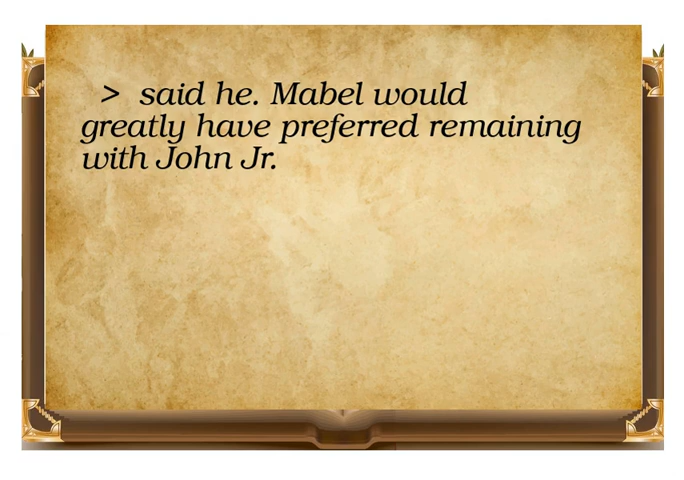 > said he. Mabel would
greatly have preferred remaining
with John Jr.